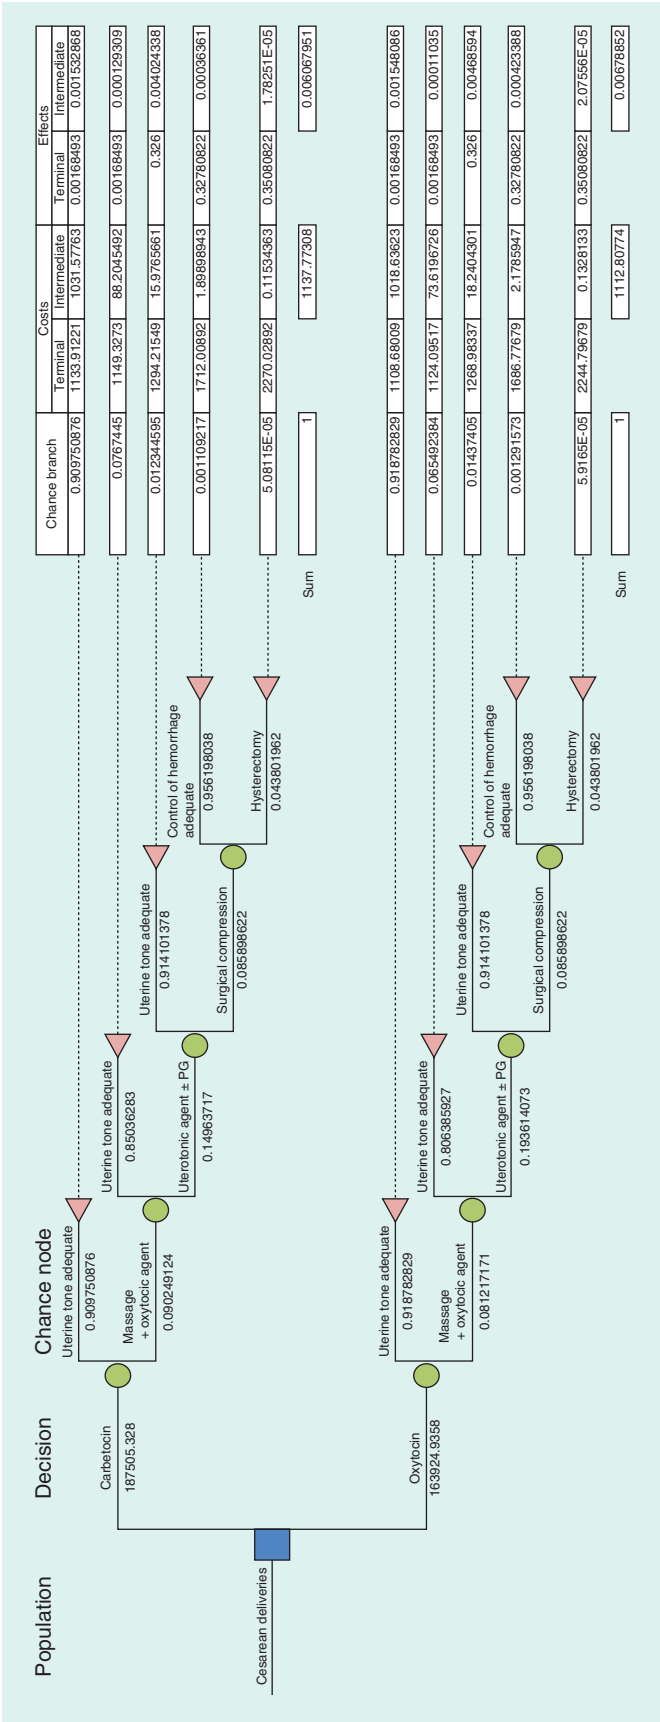 Population
Decision
Chance node
Chance branch
Costs
Effects
Terminal
Intermediate
Terminal
Intermediate
Cesarean deliveries
Carbetocin
187505.328
Uterine tone adequate
0.909750876
0.909750876
1133.91221
1031.57763
0.00168493
0.001532868
Massage
+ oxytocic agent
0.090249124
Uterine tone adequate
0.85036283
0.0767445
1149.3273
88.2045492
0.00168493
0.000129309
Uterotonic agent ± PG
0.14963717
Uterine tone adequate
0.914101378
0.012344595
1294.21549
15.9765661
0.326
0.004024338
Surgical compression
0.085898622
Control of hemorrhage
adequate
0.956198038
0.001109217
1712.00892
1.89898943
0.32780822
0.00036361
Hysterectomy
0.043801962
5.08115E-05
2270.02892
0.11534363
0.35080822
1.78251E-05
Sum
1
1137.77308
0.006067951
Oxytocin
163924.9358
Uterine tone adequate
0.918782829
0.918782829
1108.68009
1018.63623
0.00168493
0.001548086
Massage
+ oxytocic agent
0.081217171
Uterine tone adequate
0.806385927
0.065492384
1124.09517
73.6196726
0.00168493
0.00011035
Uterotonic agent ± PG
0.193614073
Uterine tone adequate
0.914101378
0.01437405
1268.98337
18.2404301
0.326
0.00468594
Surgical compression
0.085898622
Control of hemorrhage
adequate
0.956198038
0.001291573
1686.77679
2.1785947
0.32780822
0.000423388
Hysterectomy
0.043801962
5.9165E-05
2244.79679
0.1328133
0.35080822
2.07556E-05
Sum
1
1112.80774
0.00678852